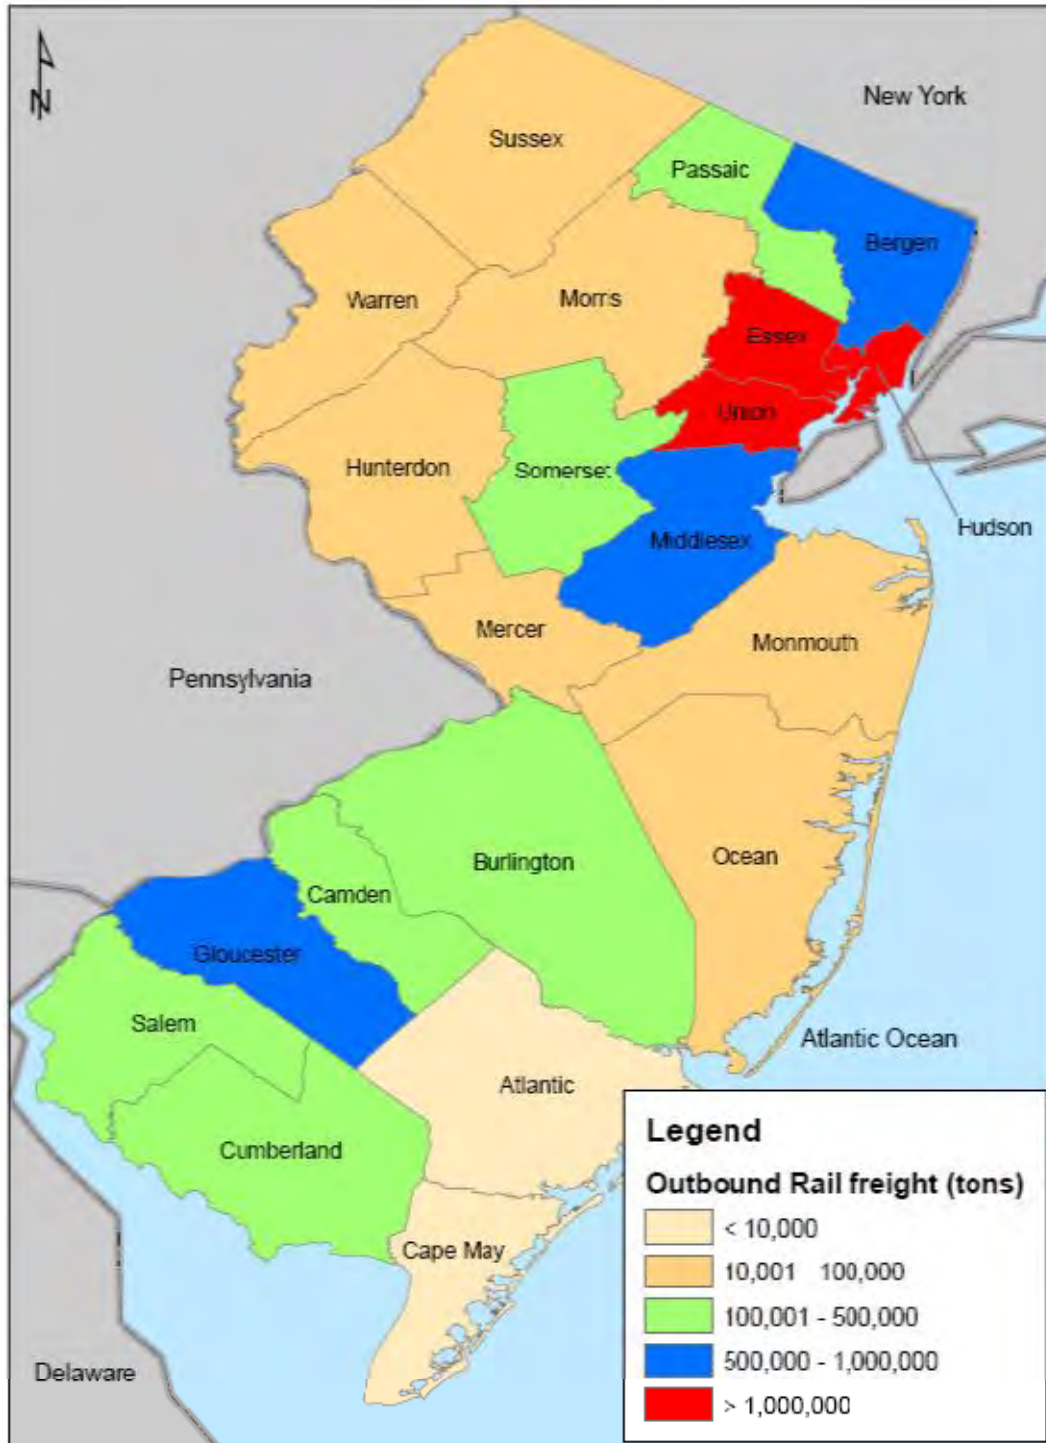 N
New York
Sussex
Passaic
Bergen
Warren
Morris
Essex
Union
Hunterdon
Somerset
Hudson
Middlesex
Mercer
Monmouth
Pennsylvania
Ocean
Burlington
Camden
Gloucester
Salem
Atlantic Ocean
Atlantic
Cumberland
Cape May
Delaware
Legend
Outbound Rail freight (tons)
< 10,000
10,001 100,000
100,001 - 500,000
500,000 - 1,000,000
> 1,000,000